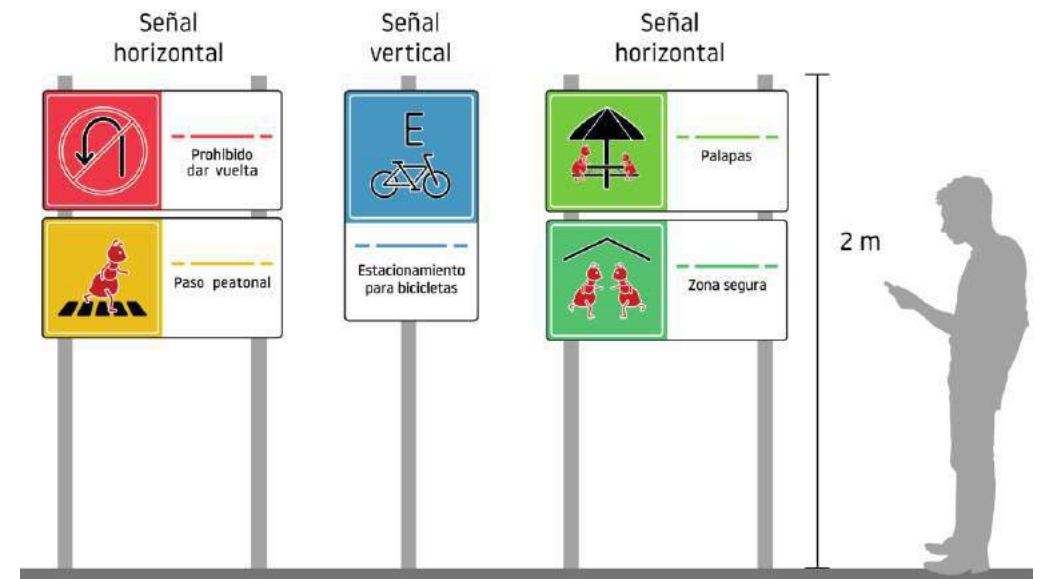 Señal
horizontal
Señal
vertical
Señal
horizontal
Prohibido
dar vuelta
Paso peatonal
E
Estacionamiento
para bicicletas
Palapas
Zona segura
2 m